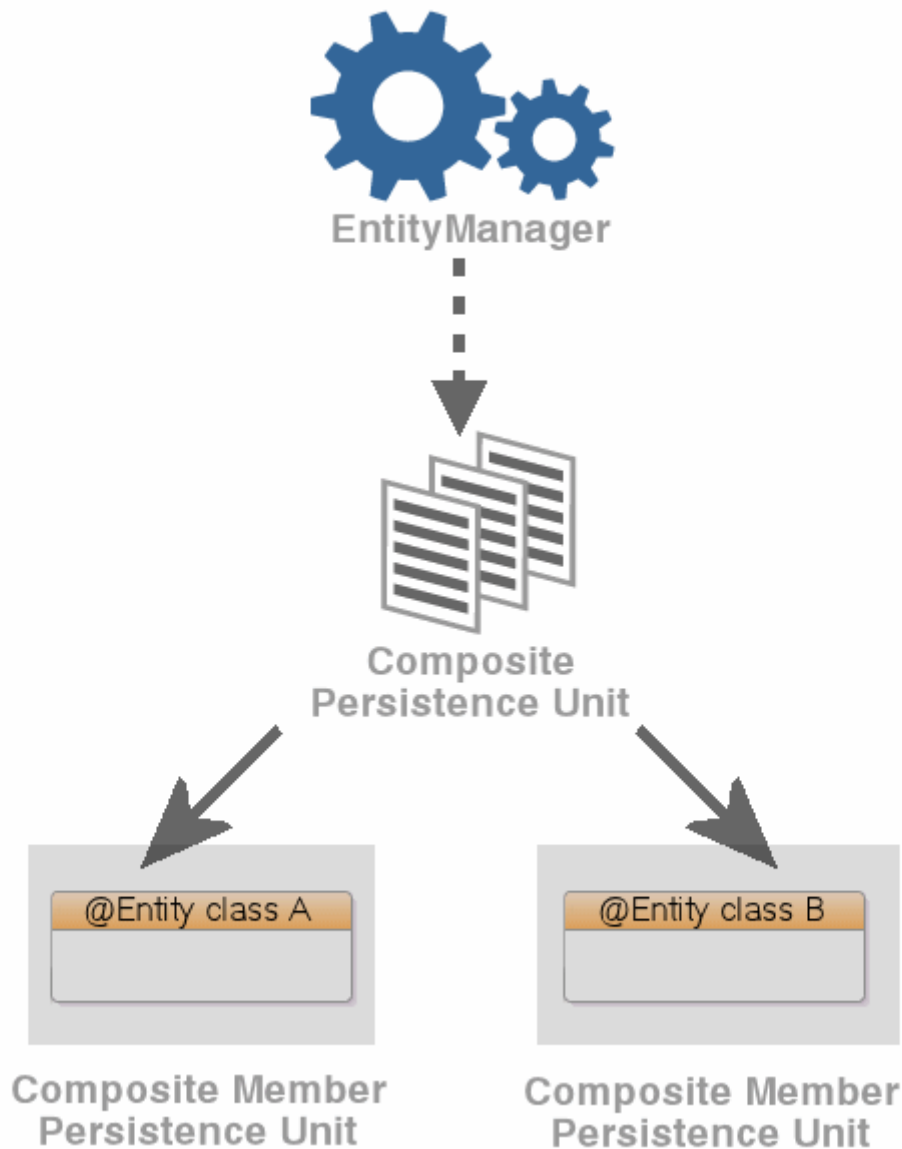 EntityManager
Composite
Persistence Unit
@Entity class A
@Entity class B
Composite Member
Persistence Unit
Composite Member
Persistence Unit